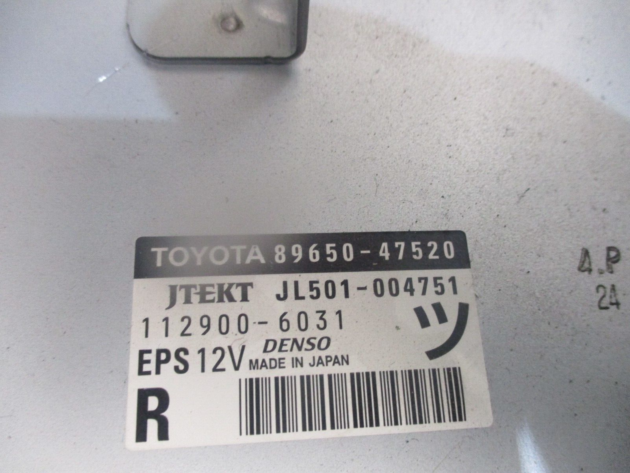 TOYOTA 89650-47520
JTEKT JL501-004751
112900-6031
ツ
EPS 12V DENSO
MADE IN JAPAN
R
4.P
24